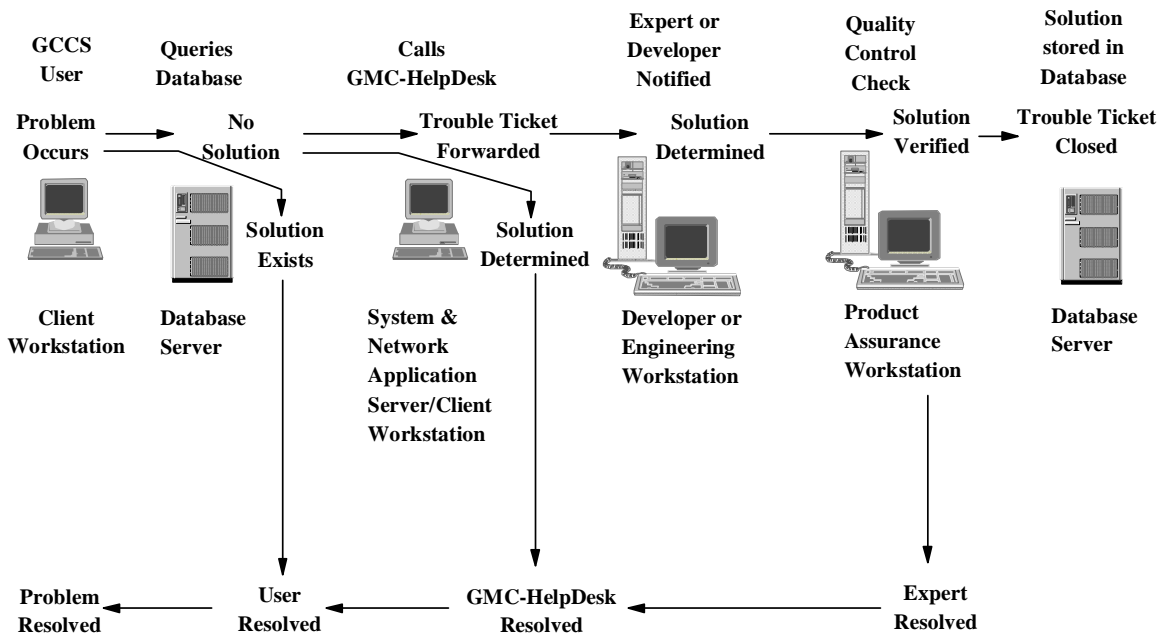 GCCS
User
Queries
Database
Calls
GMC-HelpDesk
Expert or
Developer
Notified
Quality
Control
Check
Solution
stored in
Database
Problem
Occurs
No
Solution
Trouble Ticket
Forwarded
Solution
Determined
Solution
Verified
Trouble Ticket
Closed
Solution
Exists
Solution
Determined
Client
Workstation
Database
Server
System &
Network
Application
Server/Client
Workstation
Developer or
Engineering
Workstation
Product
Assurance
Workstation
Database
Server
Problem
Resolved
User
Resolved
GMC-HelpDesk
Resolved
Expert
Resolved